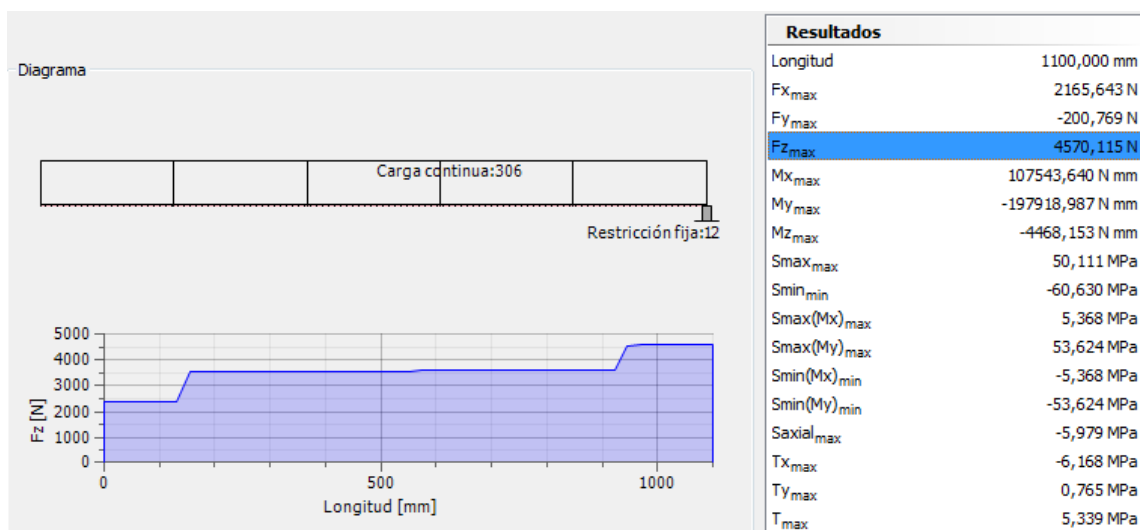 Diagrama
Carga continua:306
Restricción fija:12
5000
4000
3000
2000
1000
0
Fz [N]
0 500 1000
Longitud [mm]
Resultados
Longitud 1100,000 mm
Fxmax 2165,643 N
Fymax -200,769 N
Fzmax 4570,115 N
Mxmax 107543,640 N mm
Mymax -197918,987 N mm
Mzmax -4468,153 N mm
Smaxmax 50,111 MPa
Sminmin -60,630 MPa
Smax(Mx)max 5,368 MPa
Smax(My)max 53,624 MPa
Smin(Mx)min -5,368 MPa
Smin(My)min -53,624 MPa
Saxialmax -5,979 MPa
Txmax -6,168 MPa
Tymax 0,765 MPa
Tmax 5,339 MPa